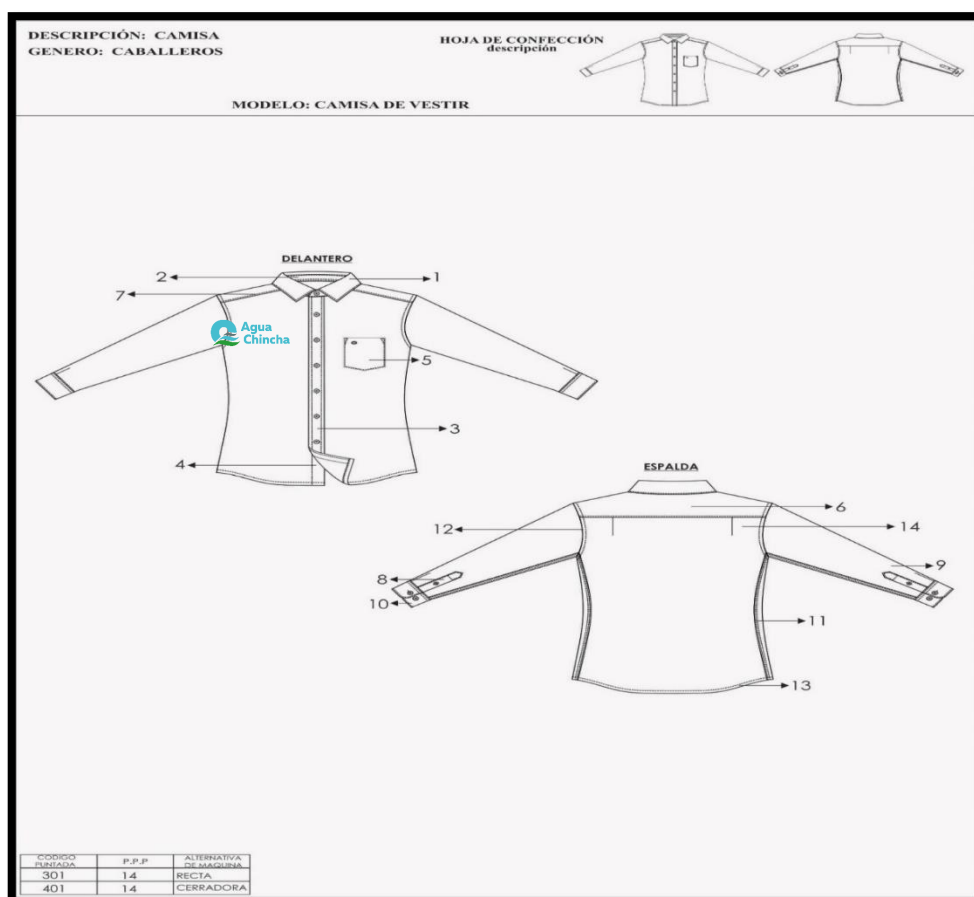 DESCRIPCIÓN: CAMISA
GENERO: CABALLEROS
HOJA DE CONFECCIÓN
descripción
MODELO: CAMISA DE VESTIR
DELANTERO
2
1
7
Agua
Chincha
5
3
4
ESPALDA
6
12
14
8
9
10
11
13
CODIGO PUNTADA P.P.P ALTERNATIVA DE MAQUINA
301 14 RECTA
401 14 CERRADORA